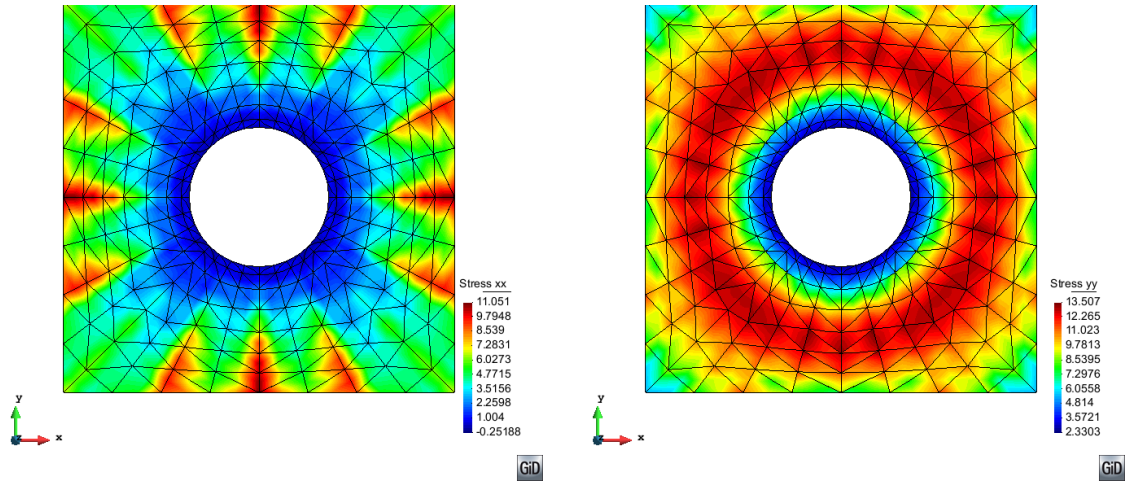 Stress xx
11.051
9.7948
8.539
7.2831
6.0273
4.7715
3.5156
2.2598
1.004
-0.25188
y
x
GiD
Stress yy
13.507
12.265
11.023
9.7813
8.5395
7.2976
6.0558
4.814
3.5721
2.3303
y
x
GiD